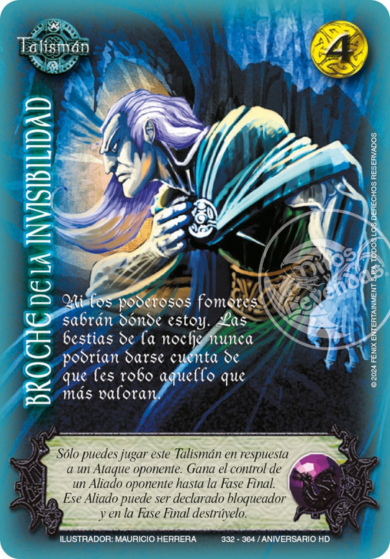 Talismán
4
BROCHE DE LA INVISIBILIDAD
Ni los poderosos fomores
sabrán dónde estoy. Las
bestias de la noche nunca
podrían darse cuenta de
que les robo aquello que
más valoran.
Sólo puedes jugar este Talismán en respuesta
a un Ataque oponente. Gana el control de
un Aliado oponente hasta la Fase Final.
Ese Aliado puede ser declarado bloqueador
y en la Fase Final destrúyelo.
ILUSTRADOR: MAURICIO HERRERA
332 - 364 / ANIVERSARIO HD
© 2024 FÉNIX ENTERTAINMENT S.P.A. TODOS LOS DERECHOS RESERVADOS